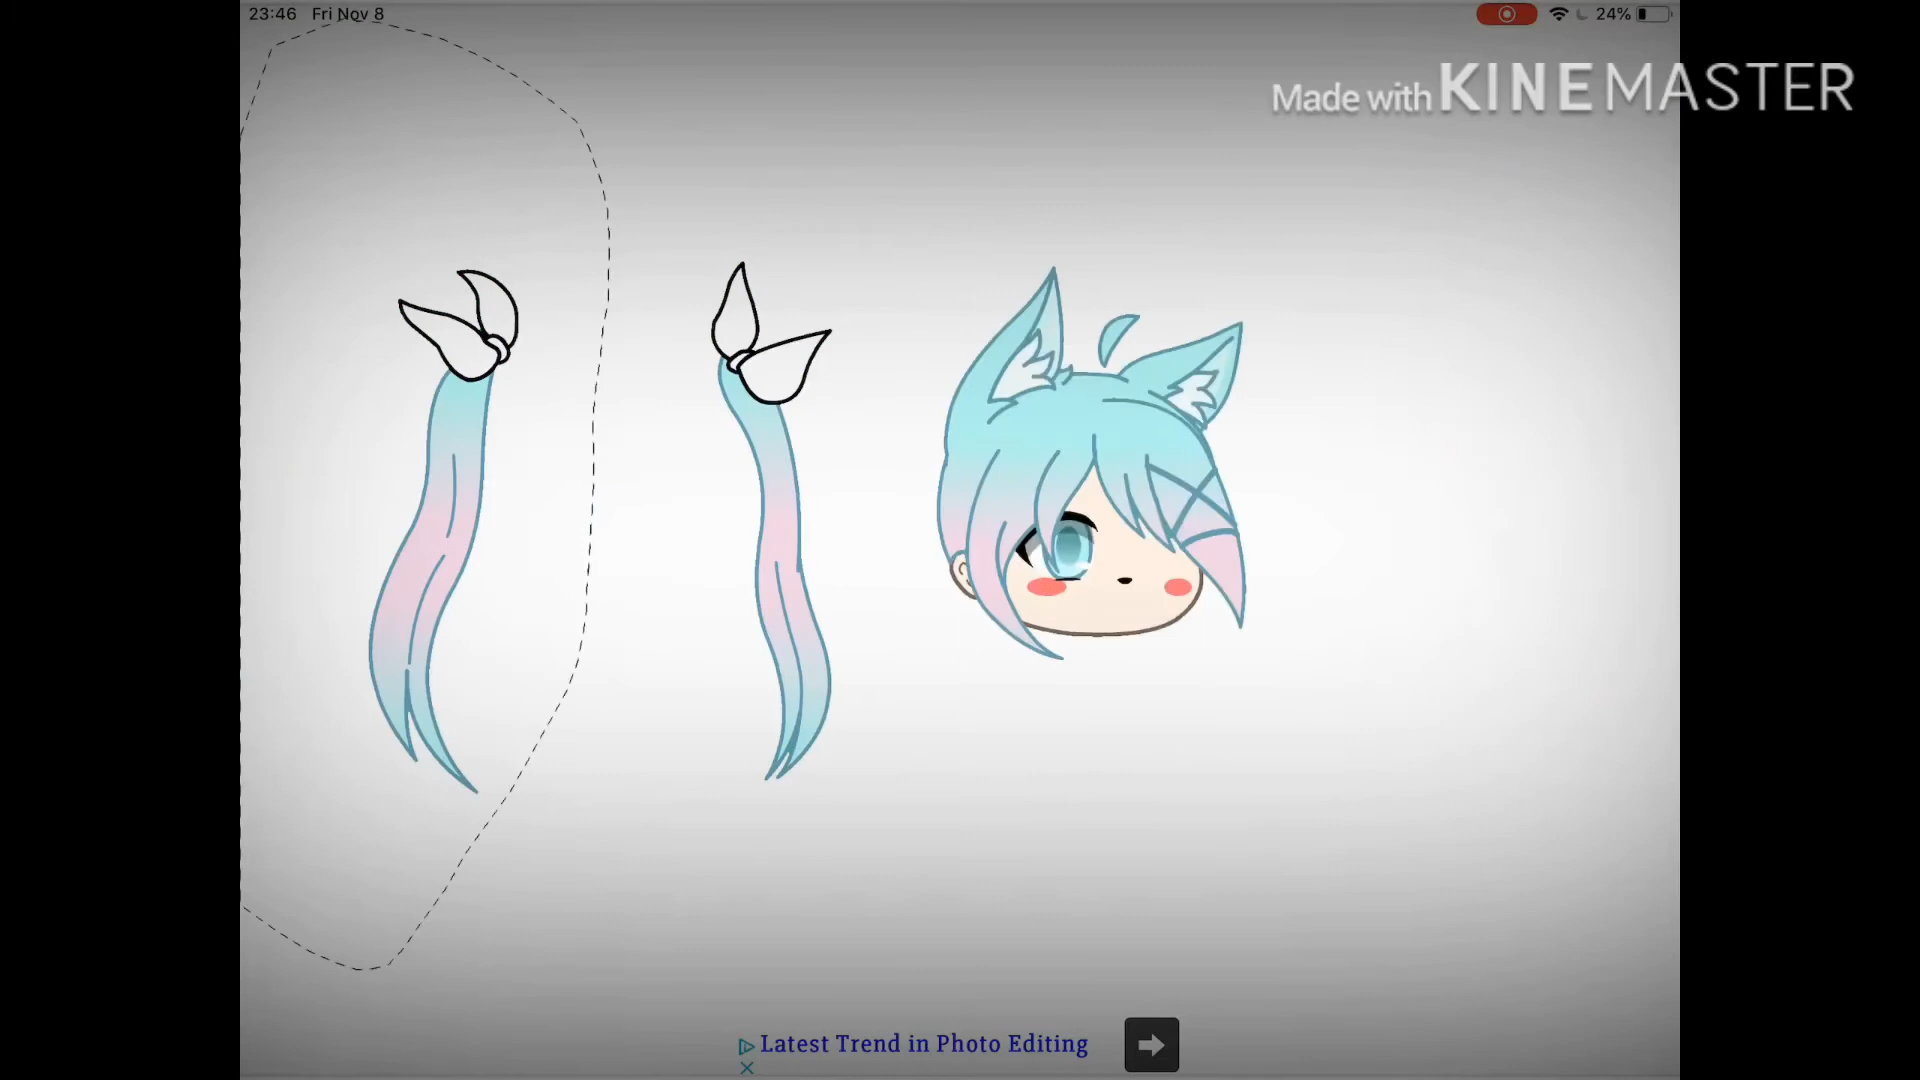 23:46 Fri Nov 8
24%
Made with KINEMASTER
Latest Trend in Photo Editing